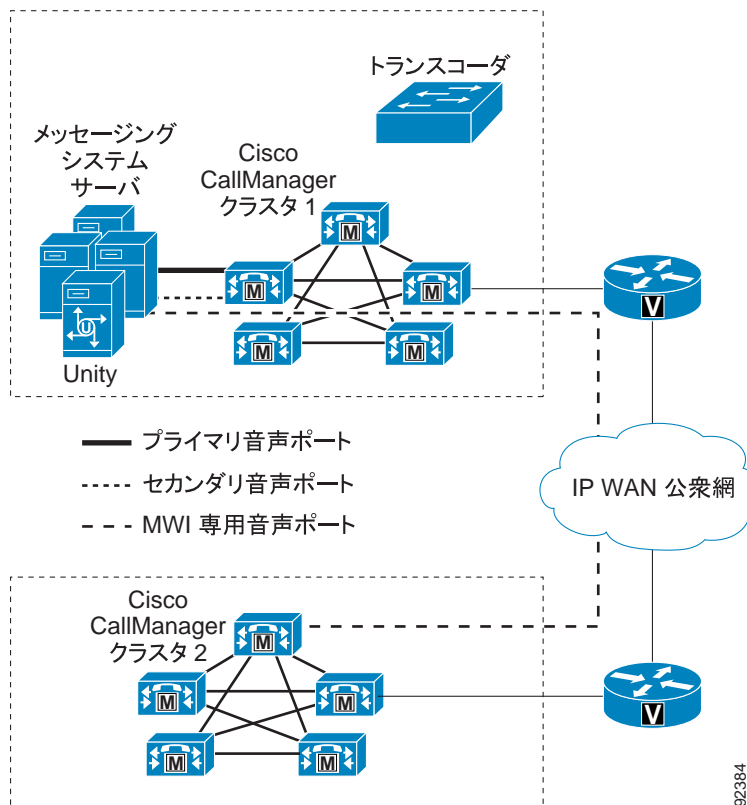 トランスコーダ
メッセージング
システム
サーバ
Cisco
CallManager
クラスタ 1
M
M
M
M
M
U
Unity
V
プライマリ音声ポート
セカンダリ音声ポート
MWI 専用音声ポート
IP WAN 公衆網
Cisco
CallManager
クラスタ 2
M
M
M
M
M
V
92384